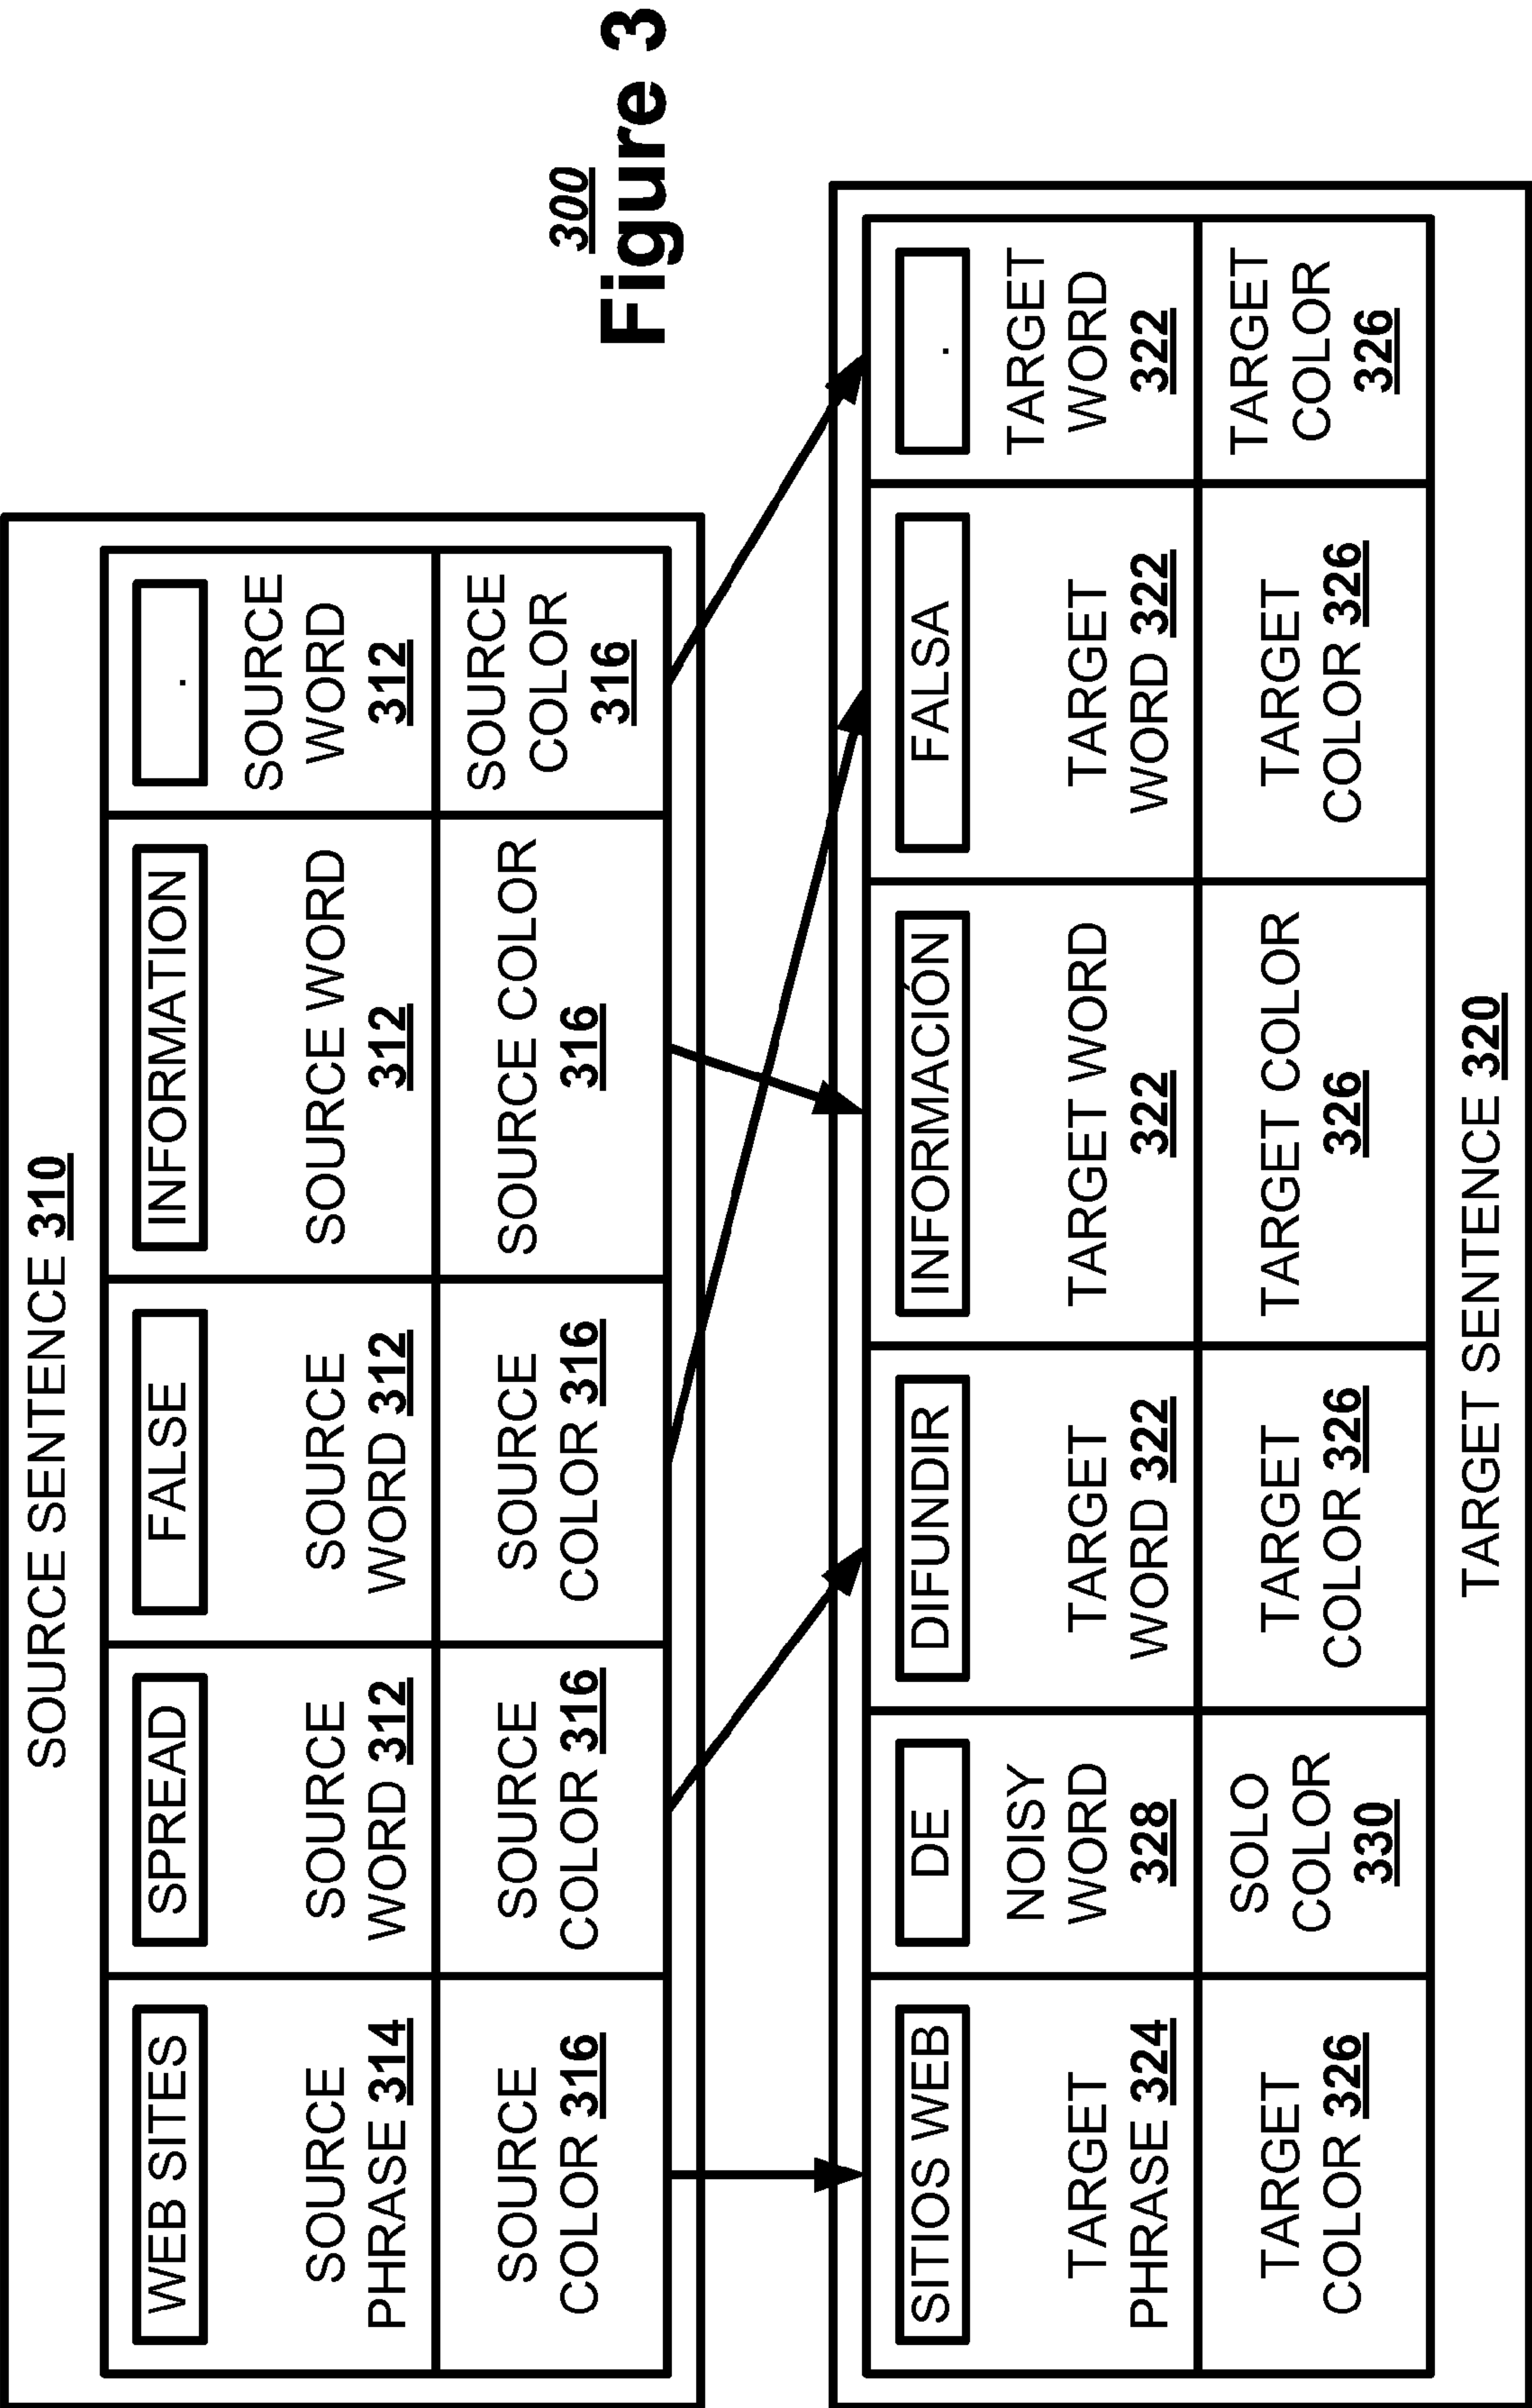 SOURCE SENTENCE 310
WEB SITES
SOURCE
PHRASE 314
SOURCE
COLOR 316
SPREAD
SOURCE
WORD 312
SOURCE
COLOR 316
FALSE
SOURCE
WORD 312
SOURCE
COLOR 316
INFORMATION
SOURCE WORD
312
SOURCE COLOR
316
.
SOURCE
WORD
312
SOURCE
COLOR
316
300
Figure 3
SITIOS WEB
TARGET
PHRASE 324
TARGET
COLOR 326
DE
NOISY
WORD
328
SOLO
COLOR
330
DIFUNDIR
TARGET
WORD 322
TARGET
COLOR 326
INFORMACIÓN
TARGET WORD
322
TARGET COLOR
326
FALSA
TARGET
WORD 322
TARGET
COLOR 326
.
TARGET
WORD
322
TARGET
COLOR
326
TARGET SENTENCE 320